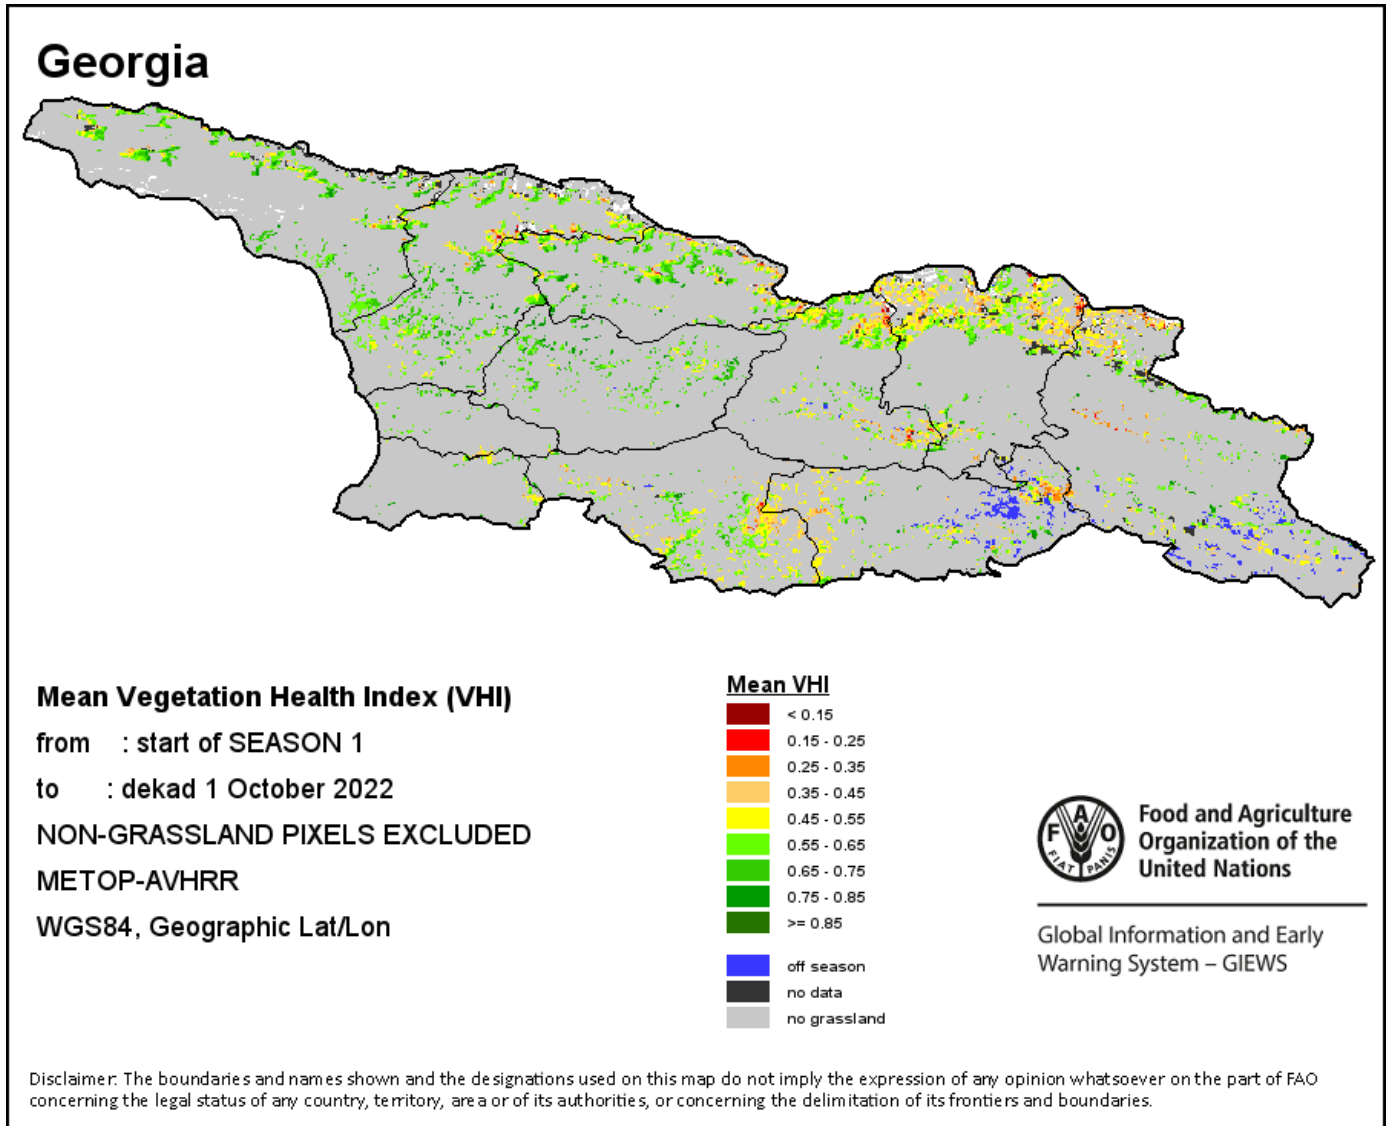 Georgia
Mean Vegetation Health Index (VHI)
from : start of SEASON 1
to : dekad 1 October 2022
NON-GRASSLAND PIXELS EXCLUDED
METOP-AVHRR
WGS84, Geographic Lat/Lon
Mean VHI
< 0.15
0.15 - 0.25
0.25 - 0.35
0.35 - 0.45
0.45 - 0.55
0.55 - 0.65
0.65 - 0.75
0.75 - 0.85
>= 0.85
off season
no data
no grassland
F A O
FIAT PANIS
Food and Agriculture
Organization of the
United Nations
Global Information and Early
Warning System – GIEWS
Disclaimer: The boundaries and names shown and the designations used on this map do not imply the expression of any opinion whatsoever on the part of FAO
concerning the legal status of any country, territory, area or of its authorities, or concerning the delimitation of its frontiers and boundaries.